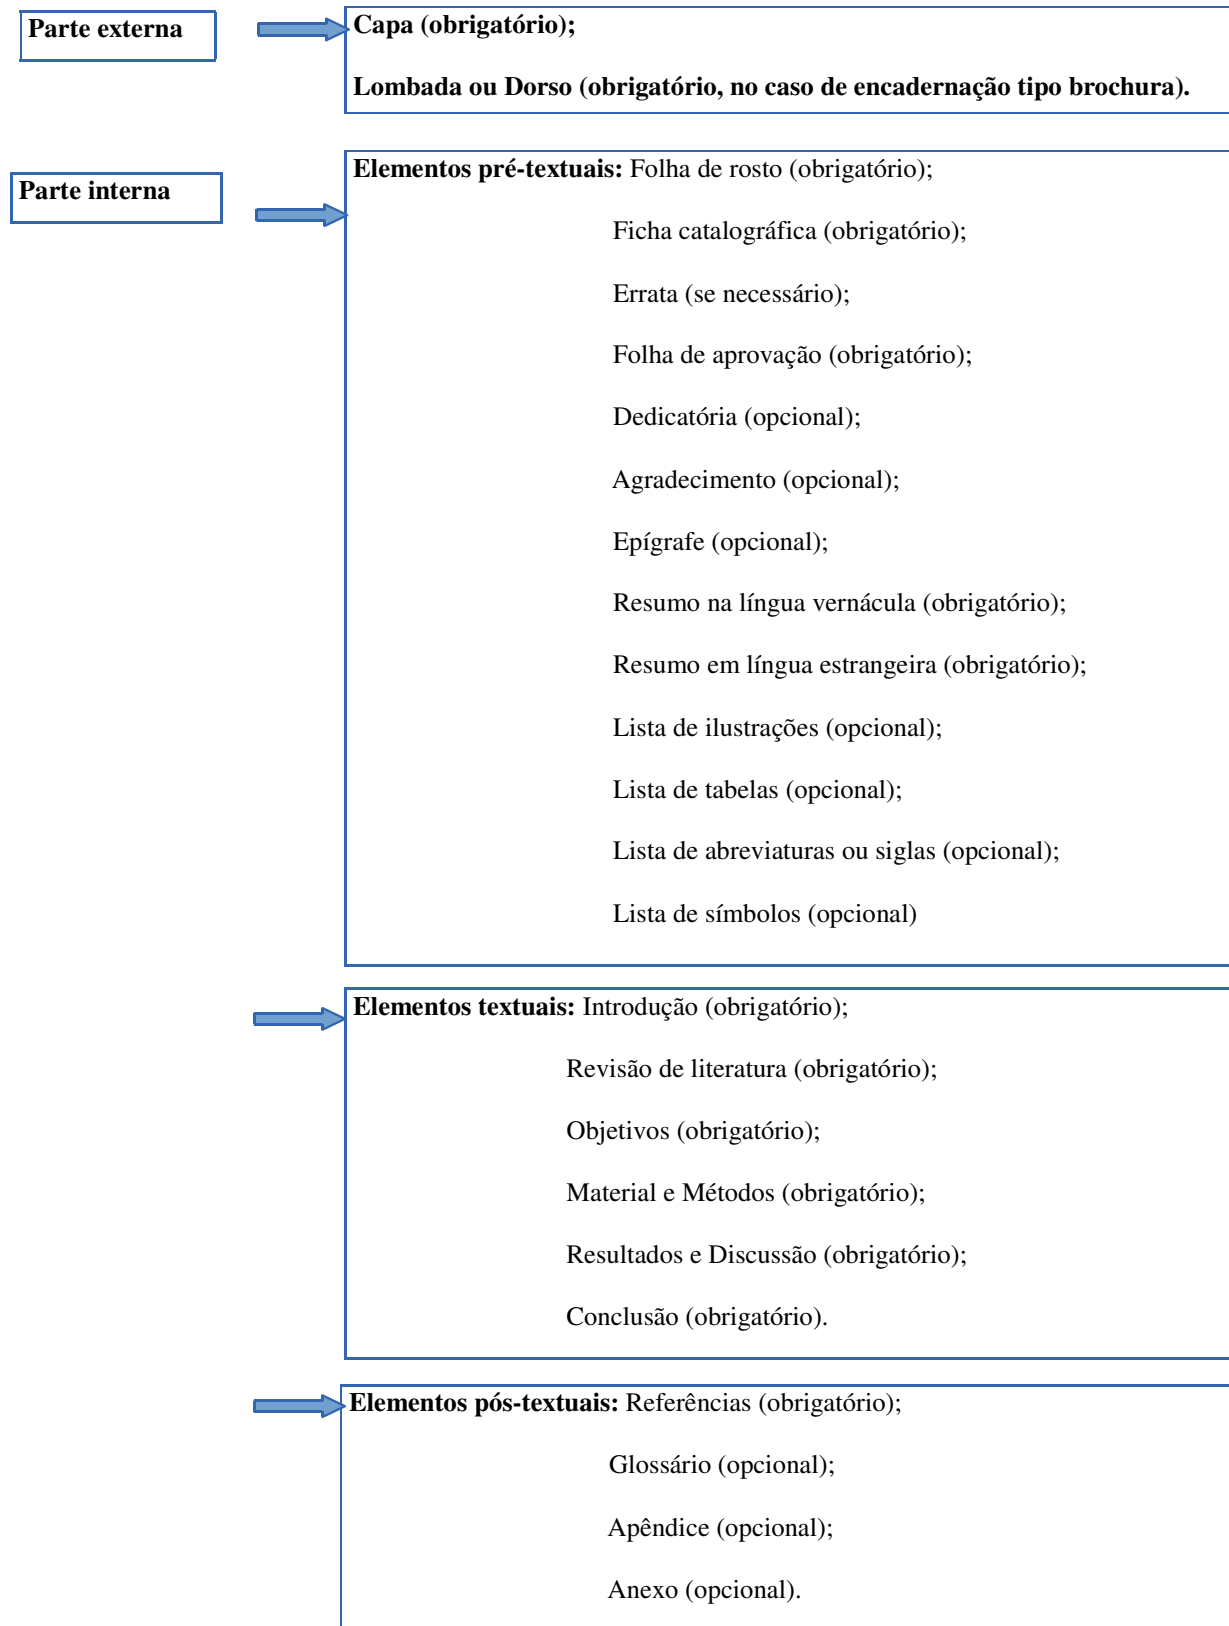 Parte externa
Capa (obrigatório);
Lombada ou Dorso (obrigatório, no caso de encadernação tipo brochura).
Parte interna
Elementos pré-textuais: Folha de rosto (obrigatório);
Ficha catalográfica (obrigatório);
Errata (se necessário);
Folha de aprovação (obrigatório);
Dedicatória (opcional);
Agradecimento (opcional);
Epígrafe (opcional);
Resumo na língua vernácula (obrigatório);
Resumo em língua estrangeira (obrigatório);
Lista de ilustrações (opcional);
Lista de tabelas (opcional);
Lista de abreviaturas ou siglas (opcional);
Lista de símbolos (opcional)
Elementos textuais: Introdução (obrigatório);
Revisão de literatura (obrigatório);
Objetivos (obrigatório);
Material e Métodos (obrigatório);
Resultados e Discussão (obrigatório);
Conclusão (obrigatório).
Elementos pós-textuais: Referências (obrigatório);
Glossário (opcional);
Apêndice (opcional);
Anexo (opcional).